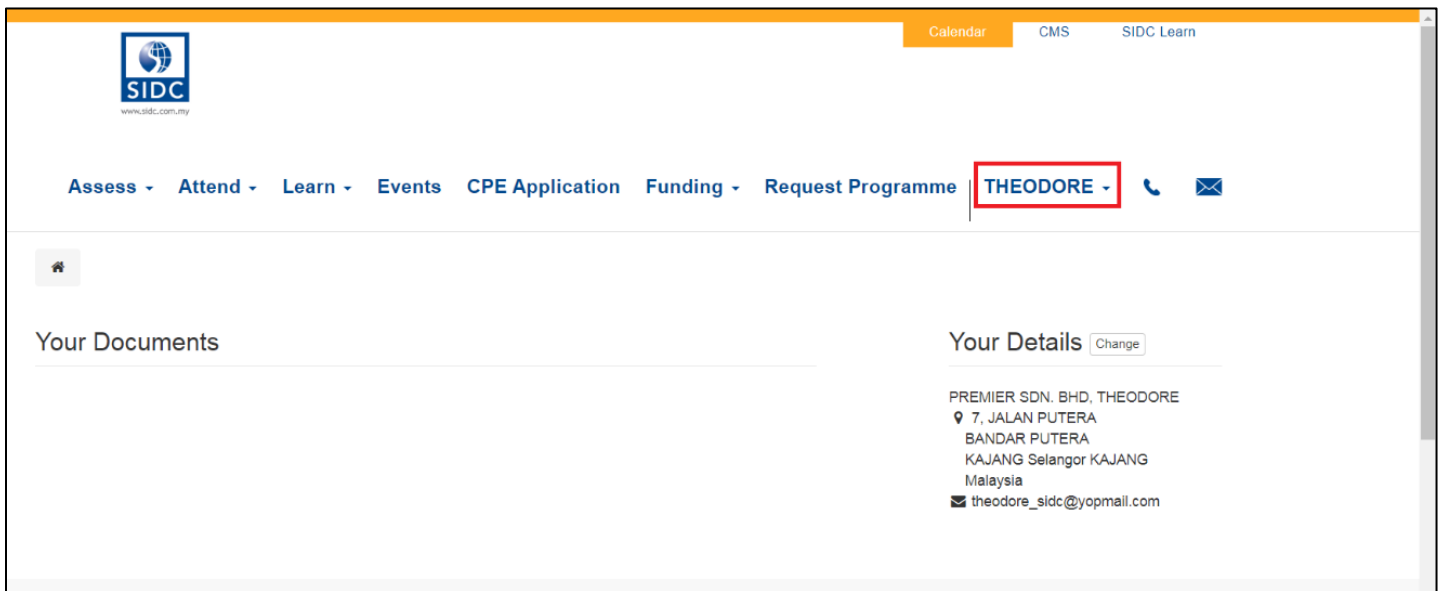 Calendar CMS SIDC Learn
SIDC
www.sidc.com.my
Assess Attend Learn Events CPE Application Funding Request Programme THEODORE
Your Documents
Your Details Change
PREMIER SDN. BHD, THEODORE
7, JALAN PUTERA
BANDAR PUTERA
KAJANG Selangor KAJANG
Malaysia
theodore_sidc@yopmail.com